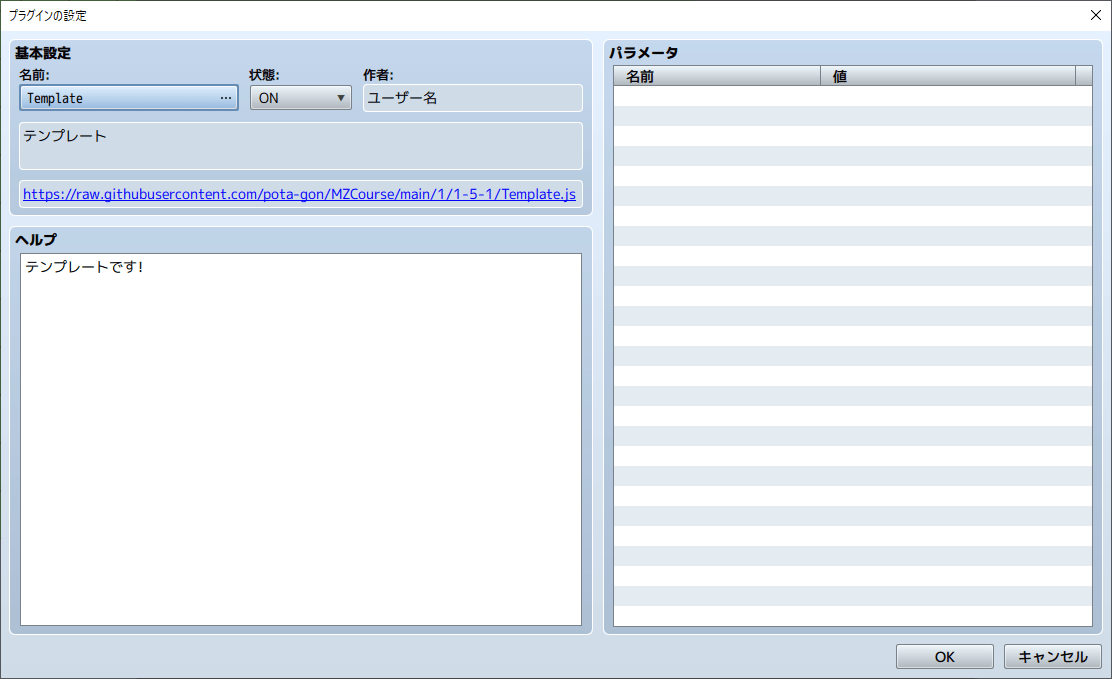 プラグインの設定
基本設定
名前:
状態:
作者:
Template ...
ON
ユーザー名
テンプレート
https://raw.githubusercontent.com/pota-gon/MZCourse/main/1/1-5-1/Template.js
ヘルプ
テンプレートです!
パラメータ
名前
値
OK
キャンセル